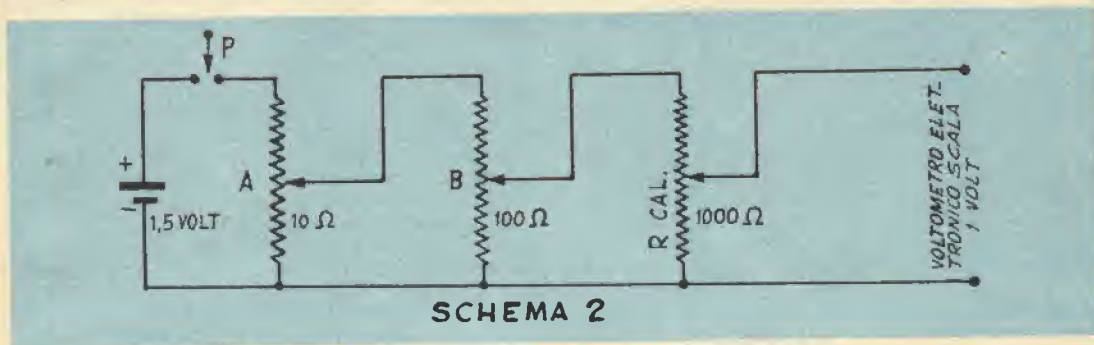 P
+
A
B
R CAL.
−
1,5 VOLT
10 Ω
100 Ω
1000 Ω
VOLTOMETRO ELET-
TRONICO SCALA
1 VOLT
SCHEMA 2